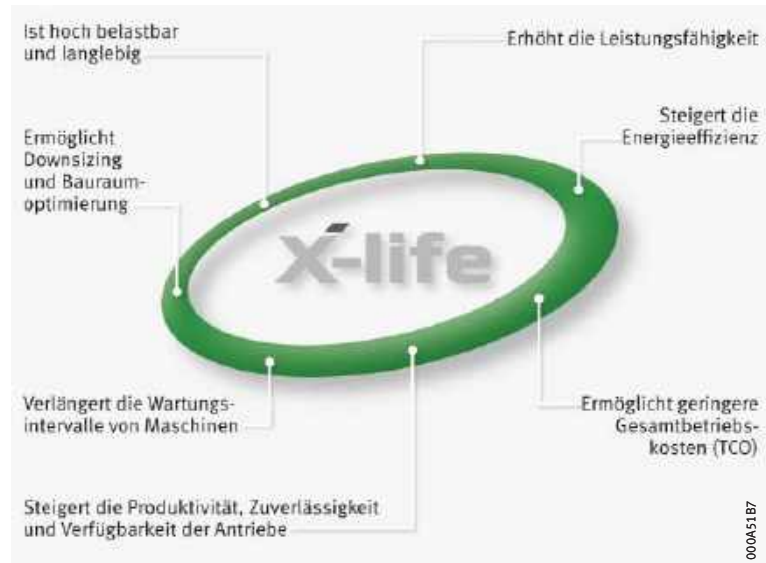 Ist hoch belastbar
und langlebig
Erhöht die Leistungsfähigkeit
Steigert die
Energieeffizienz
Ermöglicht
Downsizing
und Bauraum-
optimierung
X-life
Verlängert die Wartungs-
intervalle von Maschinen
Ermöglicht geringere
Gesamtbetriebs-
kosten (TCO)
Steigert die Produktivität, Zuverlässigkeit
und Verfügbarkeit der Antriebe
000A51B7